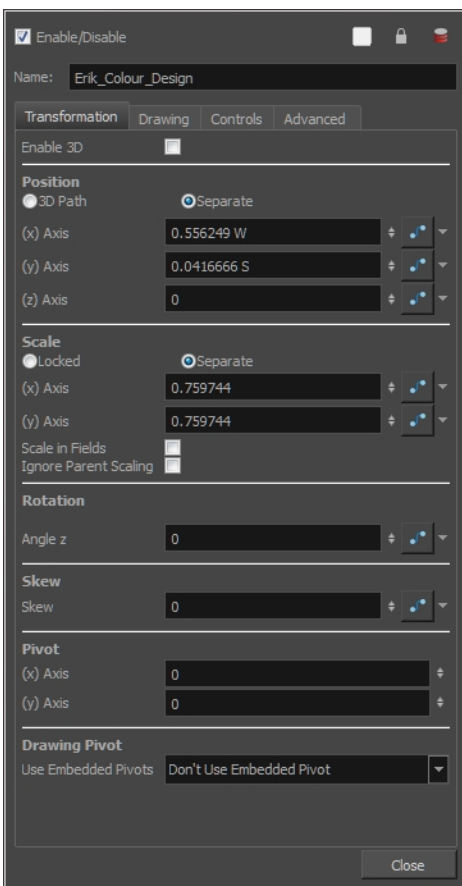 Enable/Disable
Name: Erik_Colour_Design
Transformation Drawing Controls Advanced
Enable 3D
Position
3D Path Separate
(x) Axis 0.556249 W
(y) Axis 0.0416666 S
(z) Axis 0
Scale
Locked Separate
(x) Axis 0.759744
(y) Axis 0.759744
Scale in Fields
Ignore Parent Scaling
Rotation
Angle z 0
Skew
Skew 0
Pivot
(x) Axis 0
(y) Axis 0
Drawing Pivot
Use Embedded Pivots Don't Use Embedded Pivot
Close